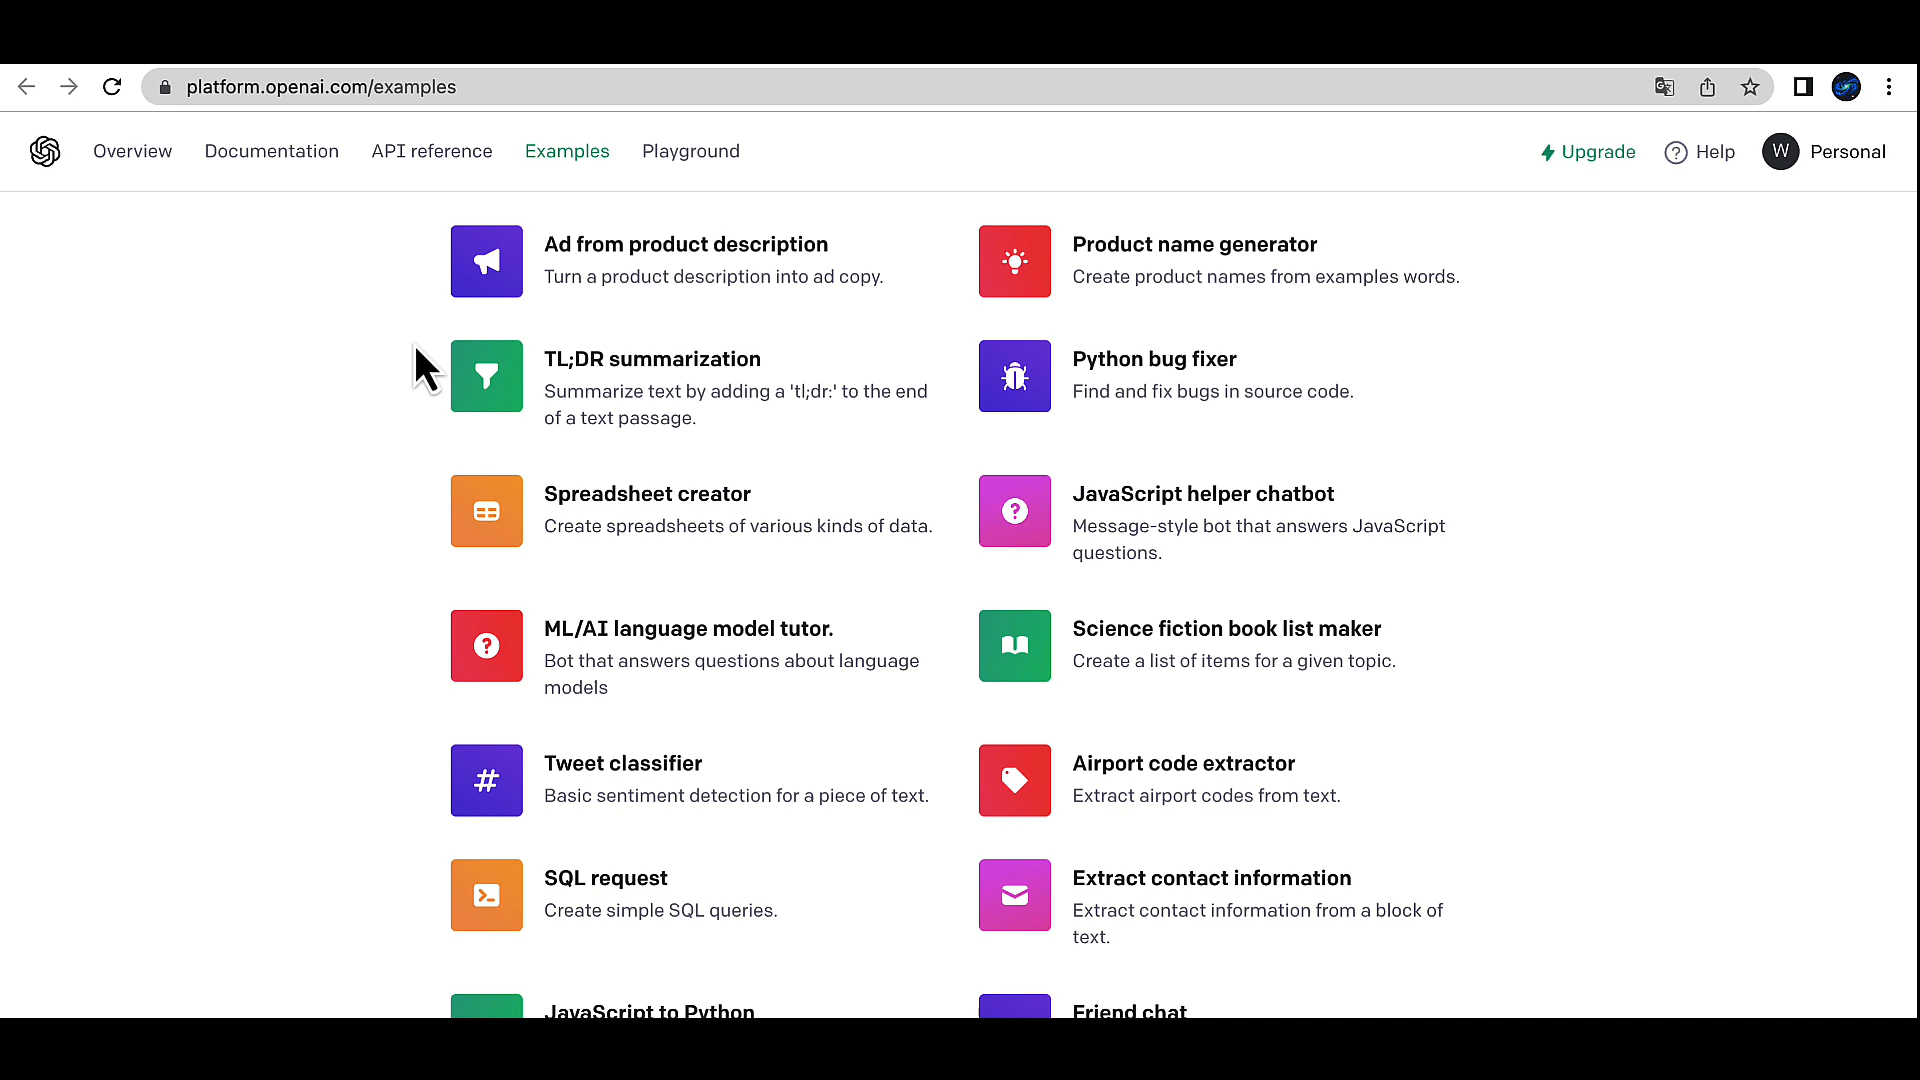 platform.openai.com/examples
Overview Documentation API reference Examples Playground Upgrade Help W Personal
Ad from product description
Turn a product description into ad copy.
Product name generator
Create product names from examples words.
TL;DR summarization
Summarize text by adding a 'tl;dr:' to the end
of a text passage.
Python bug fixer
Find and fix bugs in source code.
Spreadsheet creator
Create spreadsheets of various kinds of data.
JavaScript helper chatbot
Message-style bot that answers JavaScript
questions.
ML/AI language model tutor.
Bot that answers questions about language
models
Science fiction book list maker
Create a list of items for a given topic.
Tweet classifier
Basic sentiment detection for a piece of text.
Airport code extractor
Extract airport codes from text.
SQL request
Create simple SQL queries.
Extract contact information
Extract contact information from a block of
text.
JavaScript to Python
Friend chat